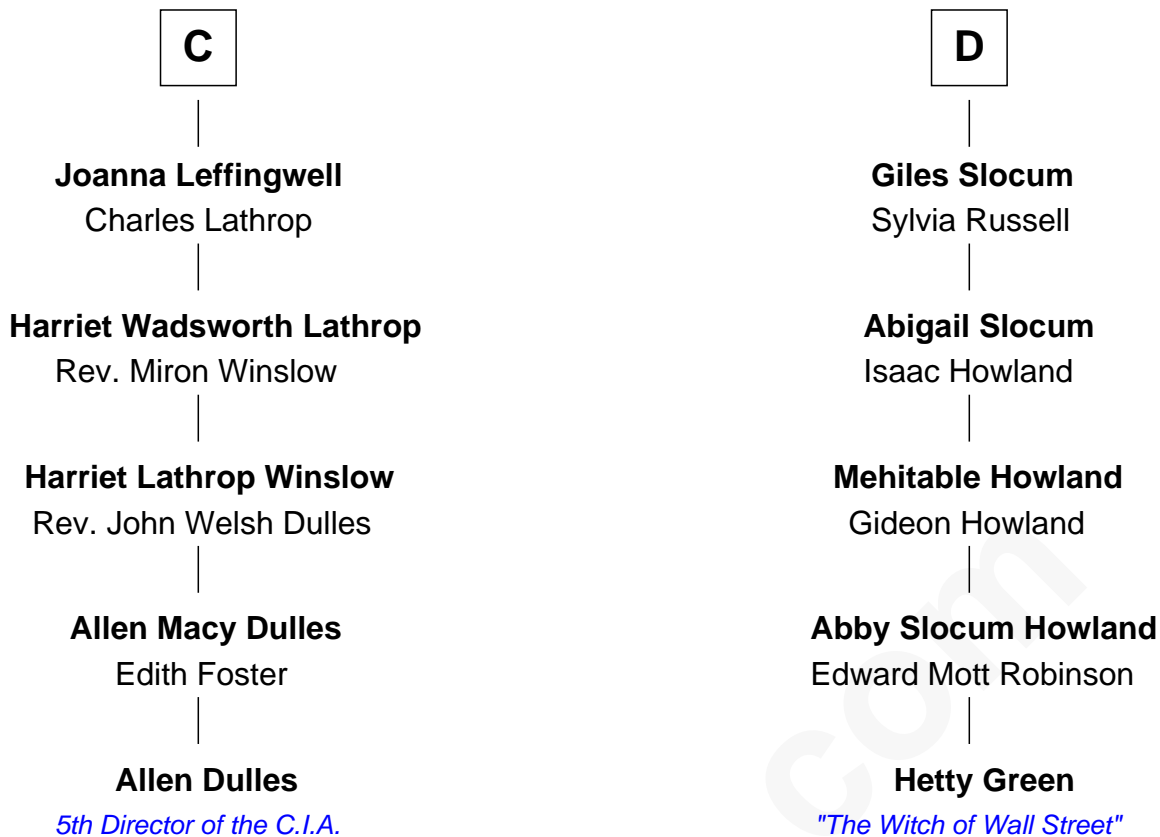 C
Joanna Leffingwell
Charles Lathrop
Harriet Wadsworth Lathrop
Rev. Miron Winslow
Harriet Lathrop Winslow
Rev. John Welsh Dulles
Allen Macy Dulles
Edith Foster
Allen Dulles
5th Director of the C.I.A.
D
Giles Slocum
Sylvia Russell
Abigail Slocum
Isaac Howland
Mehitable Howland
Gideon Howland
Abby Slocum Howland
Edward Mott Robinson
Hetty Green
"The Witch of Wall Street"
com